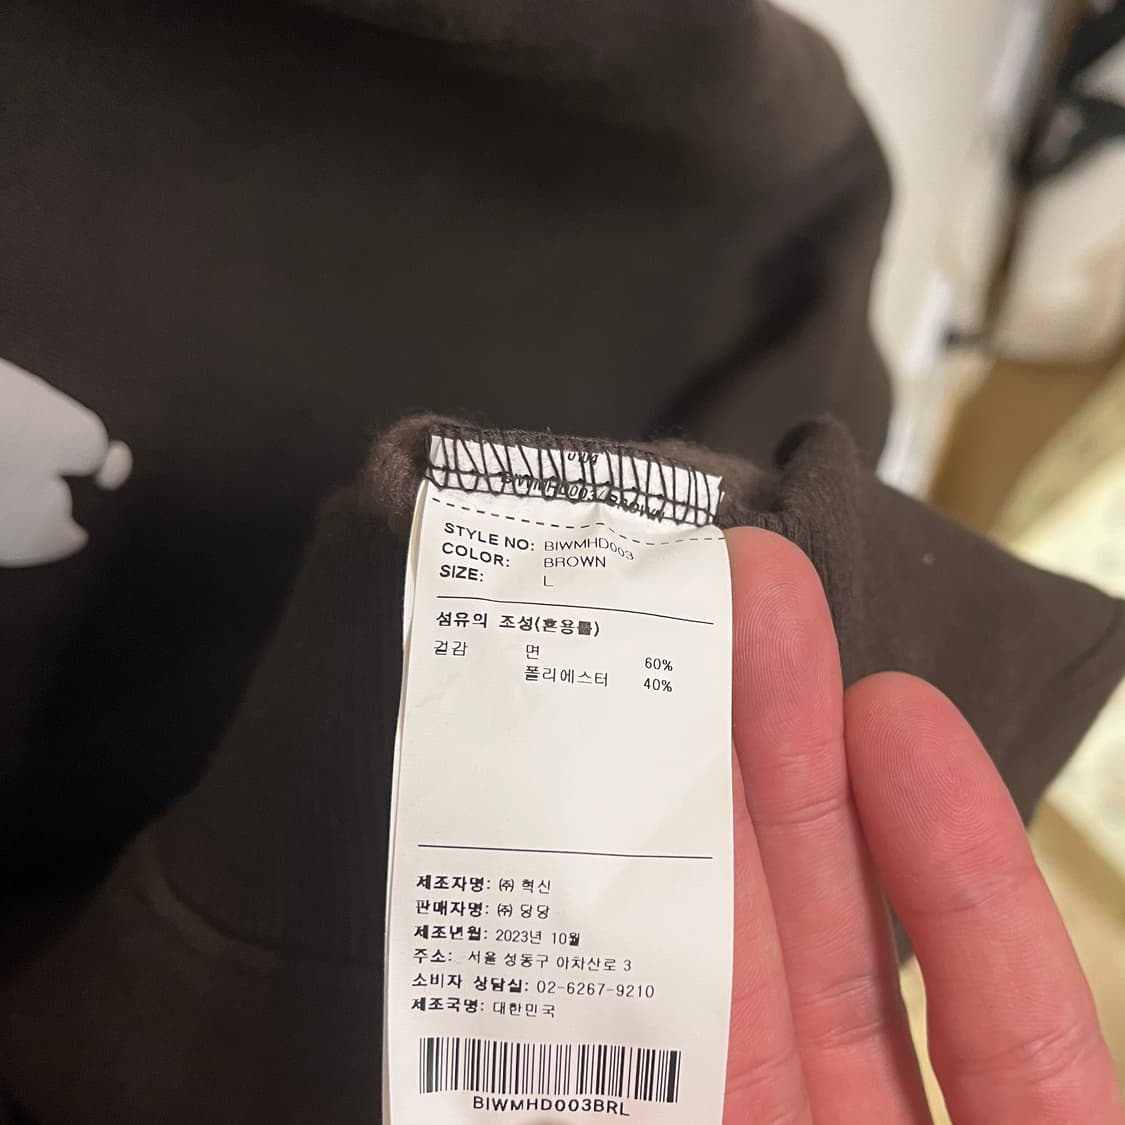 BIWMHD003/BROWN
STYLE NO: BIWMHD003
COLOR: BROWN
SIZE: L
섬유의 조성(혼용률)
겉감 면 60%
폴리에스터 40%
제조자명: ㈜ 혁신
판매자명: ㈜ 당당
제조년월: 2023년 10월
주소: 서울 성동구 아차산로 3
소비자 상담실: 02-6267-9210
제조국명: 대한민국
BIWMHD003BRL